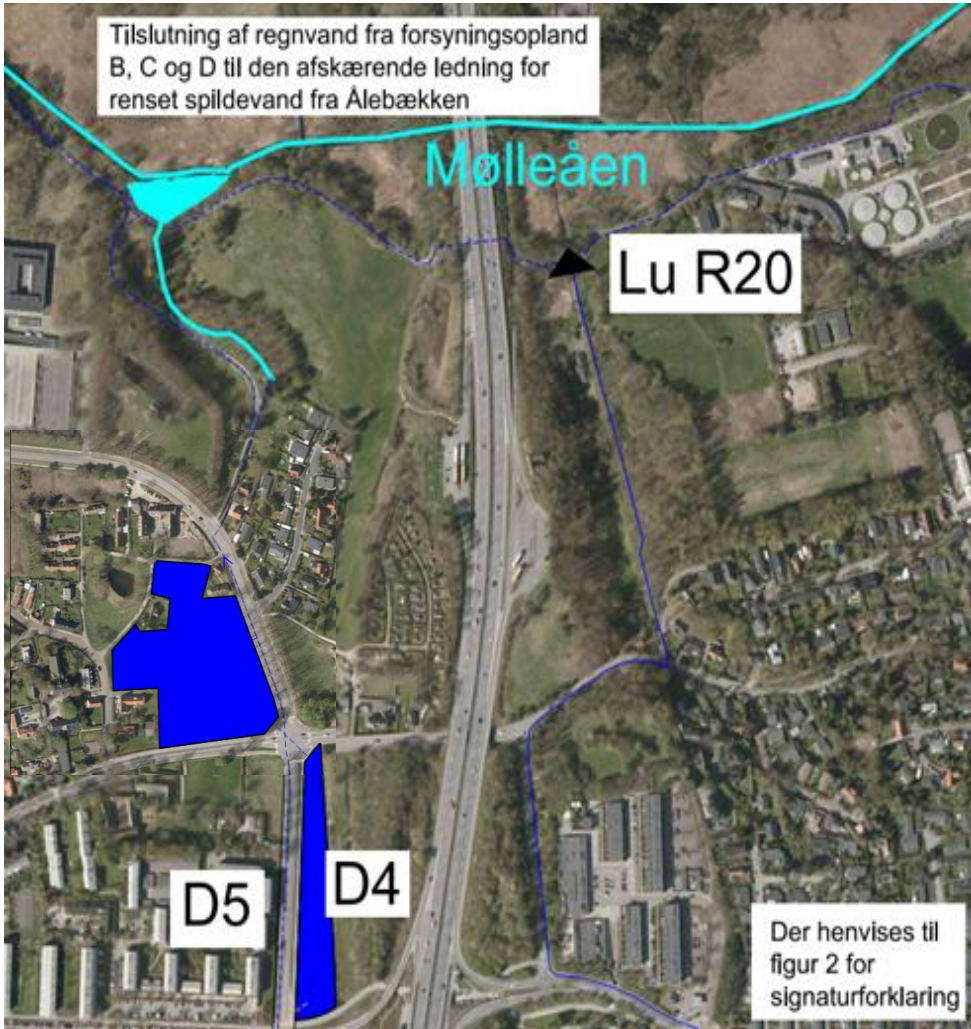 Tilslutning af regnvand fra forsyningsopland
B, C og D til den afskærende ledning for
renset spildevand fra Ålebækken
Mølleåen
Lu R20
D5
D4
Der henvises til
figur 2 for
signaturforklaring